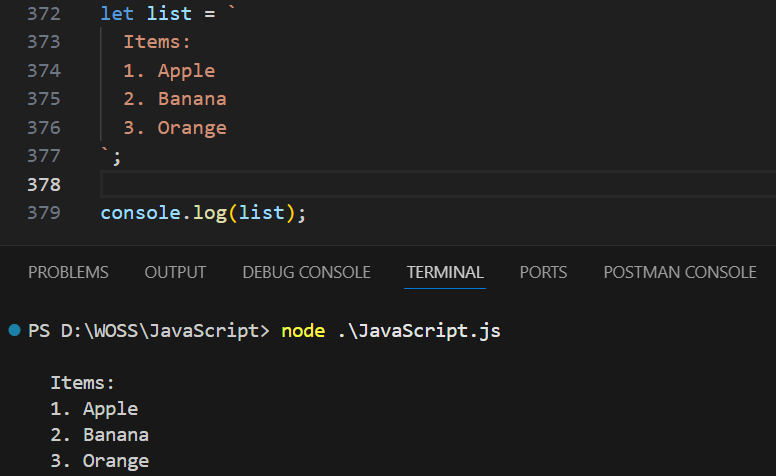 372 let list = `
373   Items:
374   1. Apple
375   2. Banana
376   3. Orange
377 `;
378
379 console.log(list);
PROBLEMS OUTPUT DEBUG CONSOLE TERMINAL PORTS POSTMAN CONSOLE
PS D:\WOSS\JavaScript> node .\JavaScript.js
  Items:
  1. Apple
  2. Banana
  3. Orange